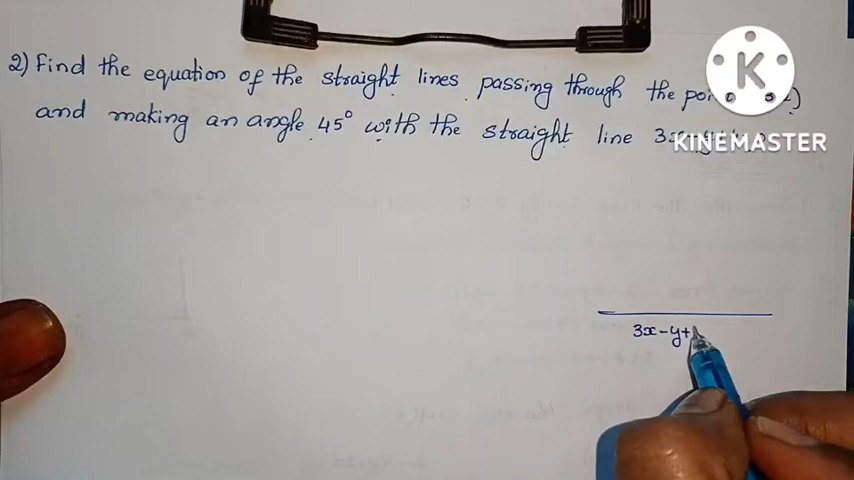 2) Find the equation of the straight lines passing through the
and making an angle 45° with the straight line
K
KINEMASTER
3x-y+